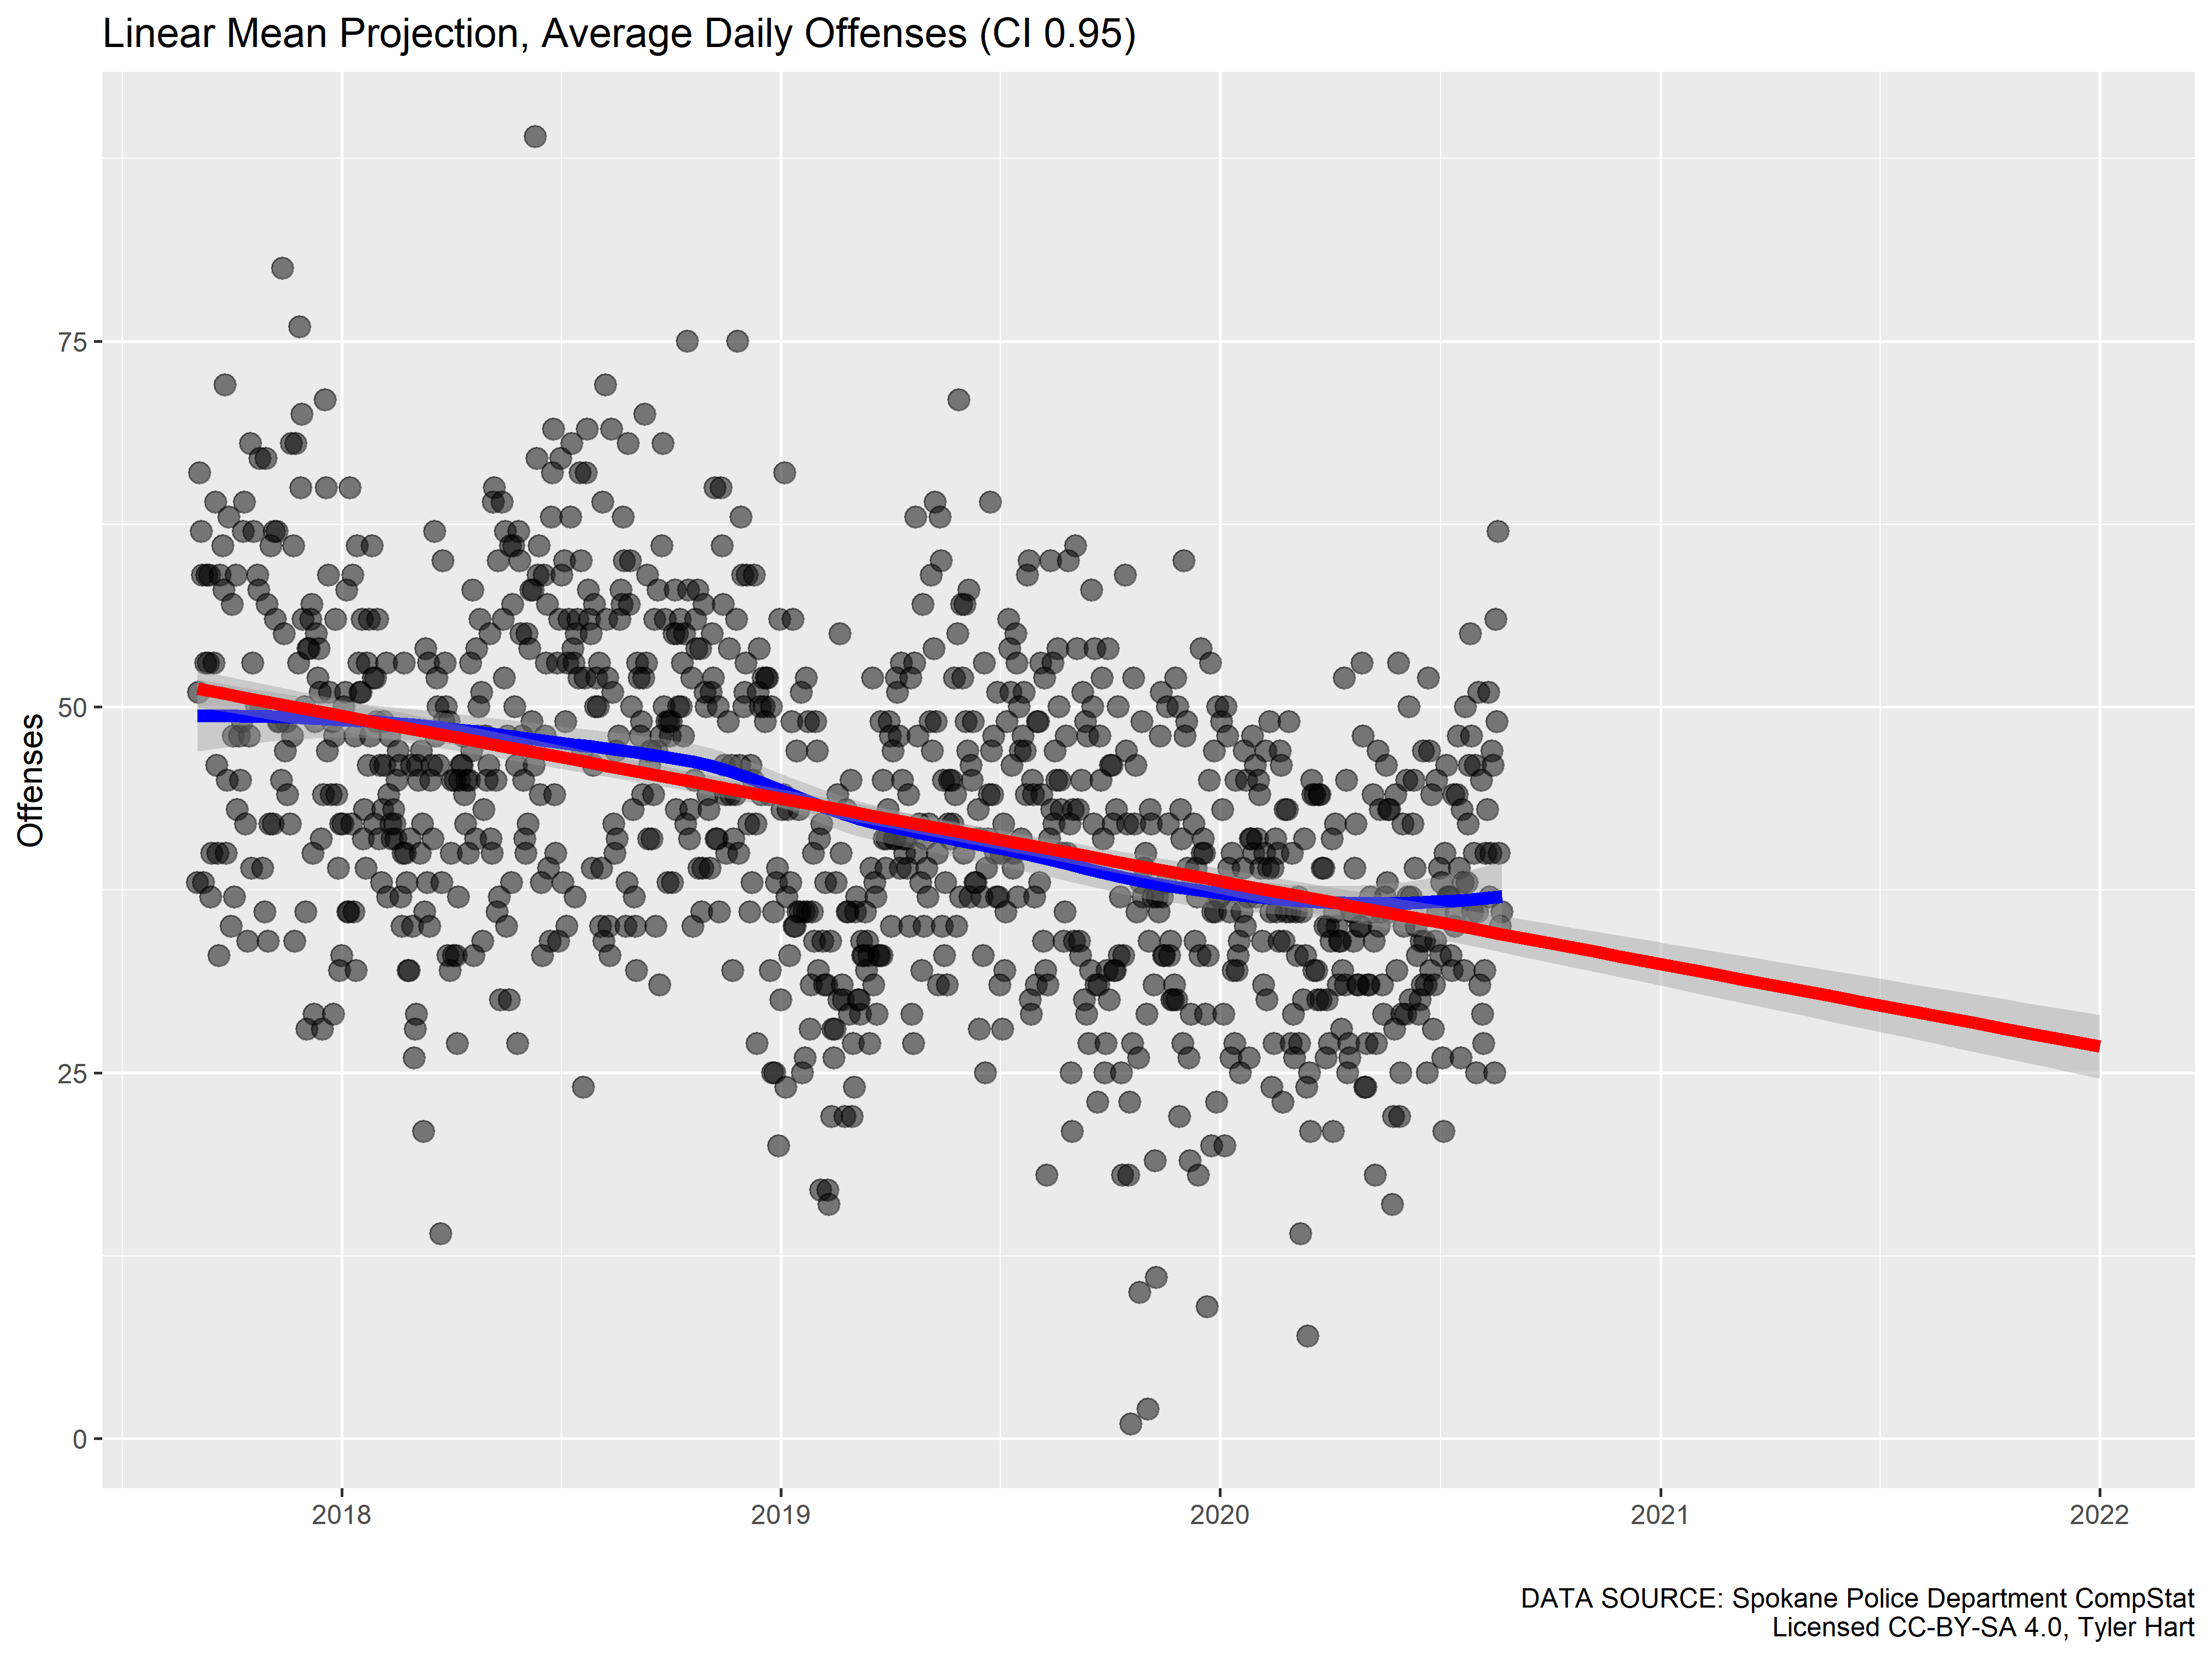 Linear Mean Projection, Average Daily Offenses (CI 0.95)
Offenses
75
50
25
0
2018
2019
2020
2021
2022
DATA SOURCE: Spokane Police Department CompStat
Licensed CC-BY-SA 4.0, Tyler Hart